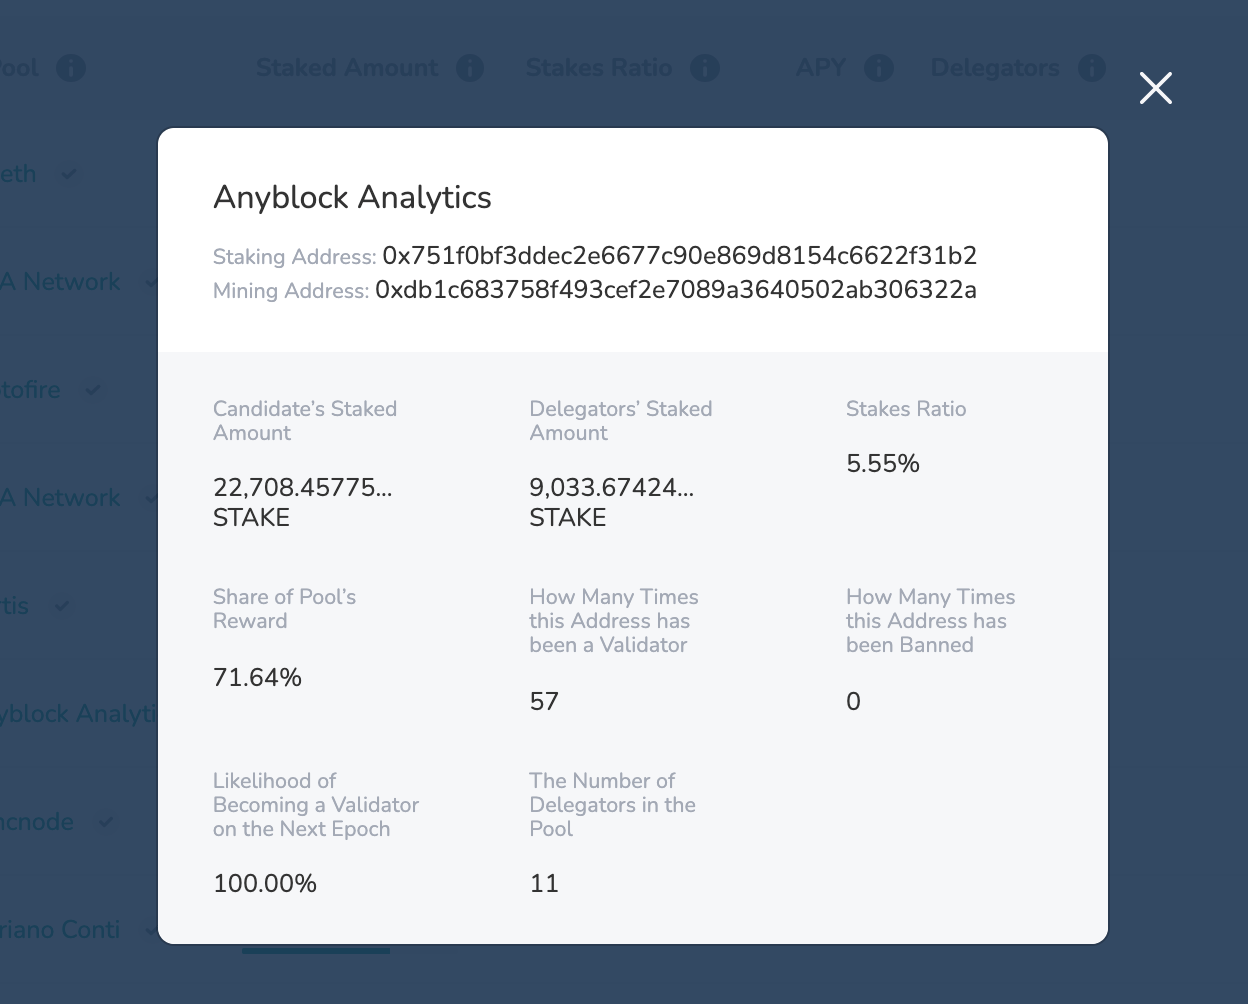 ool Staked Amount Stakes Ratio APY Delegators
eth
A Network
tofire
A Network
tis
yblock Analyti
ncnode
riano Conti
Anyblock Analytics
Staking Address: 0x751f0bf3ddec2e6677c90e869d8154c6622f31b2
Mining Address: 0xdb1c683758f493cef2e7089a3640502ab306322a
Candidate’s Staked
Amount
22,708.45775...
STAKE
Delegators’ Staked
Amount
9,033.67424...
STAKE
Stakes Ratio
5.55%
Share of Pool’s
Reward
71.64%
How Many Times
this Address has
been a Validator
57
How Many Times
this Address has
been Banned
0
Likelihood of
Becoming a Validator
on the Next Epoch
100.00%
The Number of
Delegators in the
Pool
11